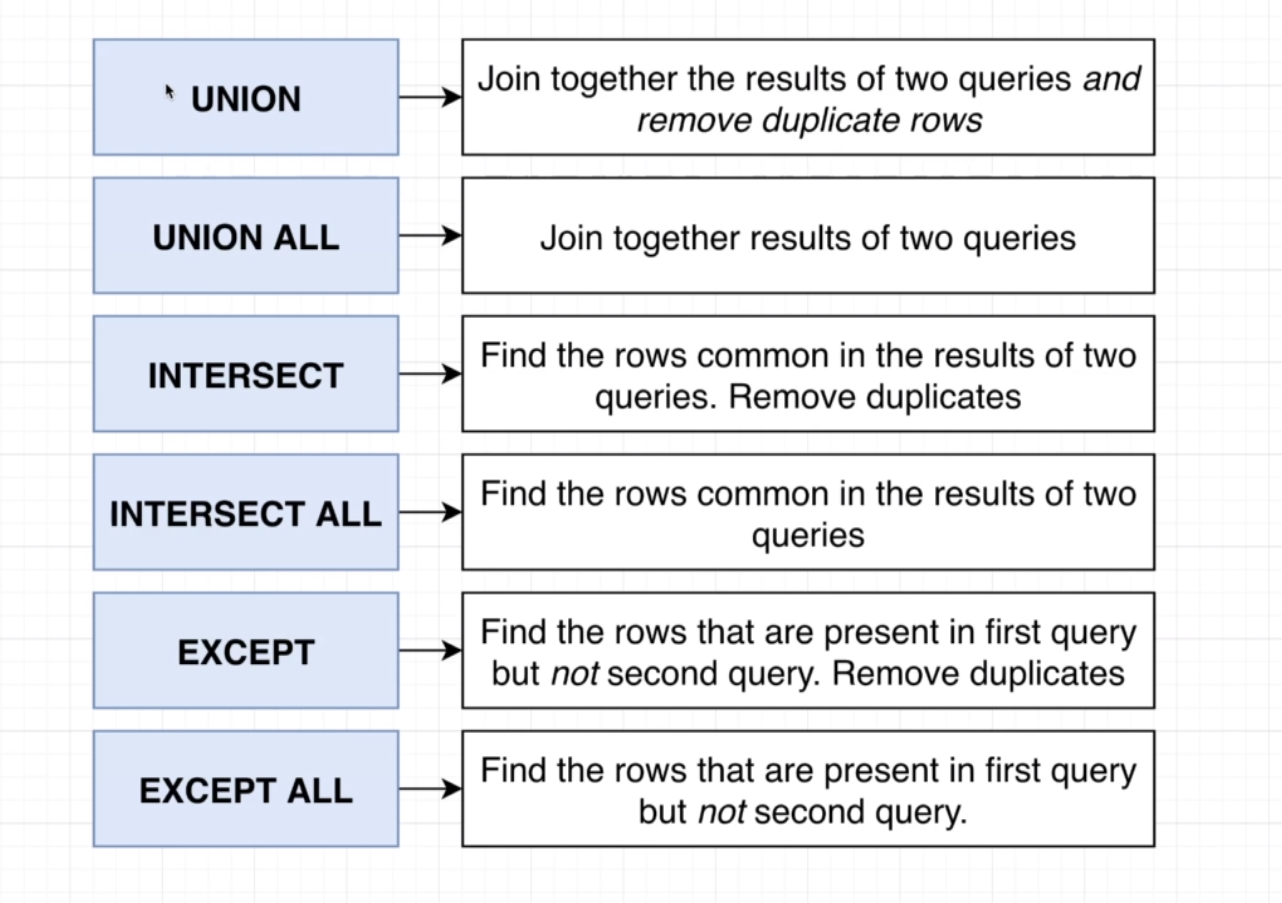 UNION
Join together the results of two queries and
remove duplicate rows
UNION ALL
Join together results of two queries
INTERSECT
Find the rows common in the results of two
queries. Remove duplicates
INTERSECT ALL
Find the rows common in the results of two
queries
EXCEPT
Find the rows that are present in first query
but not second query. Remove duplicates
EXCEPT ALL
Find the rows that are present in first query
but not second query.